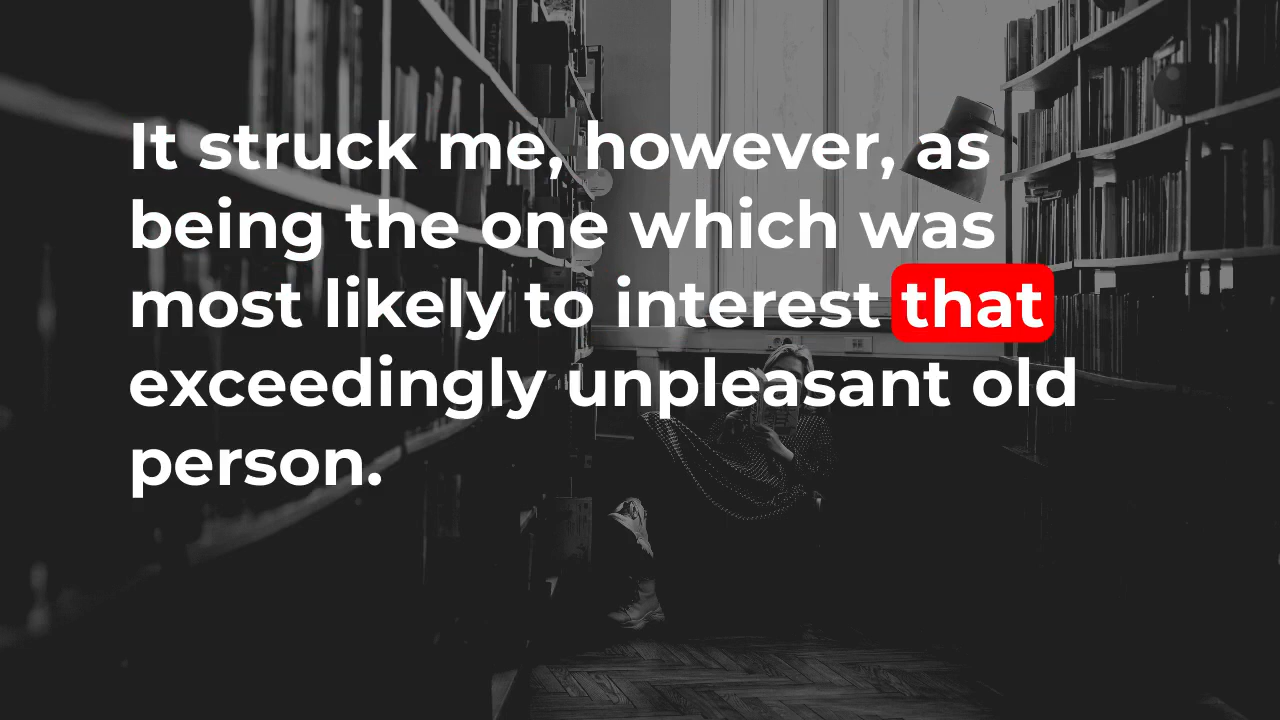 It struck me, however, as
being the one which was
most likely to interest that
exceedingly unpleasant old
person.